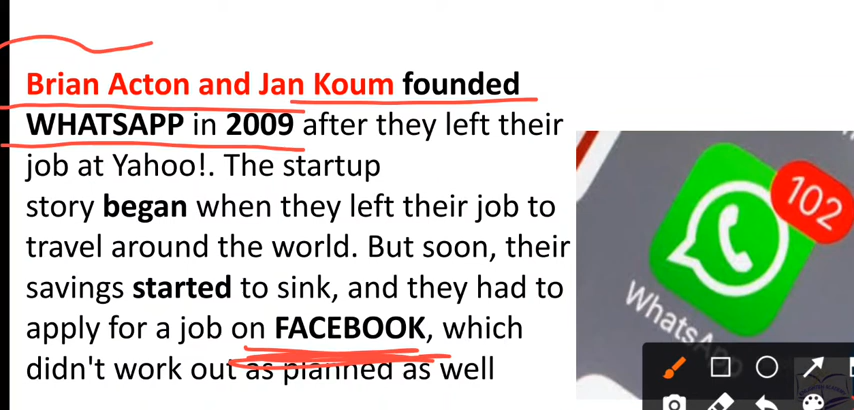 Brian Acton and Jan Koum founded
WHATSAPP in 2009 after they left their
job at Yahoo!. The startup
story began when they left their job to
travel around the world. But soon, their
savings started to sink, and they had to
apply for a job on FACEBOOK, which
didn't work out as planned as well
102
WhatsApp